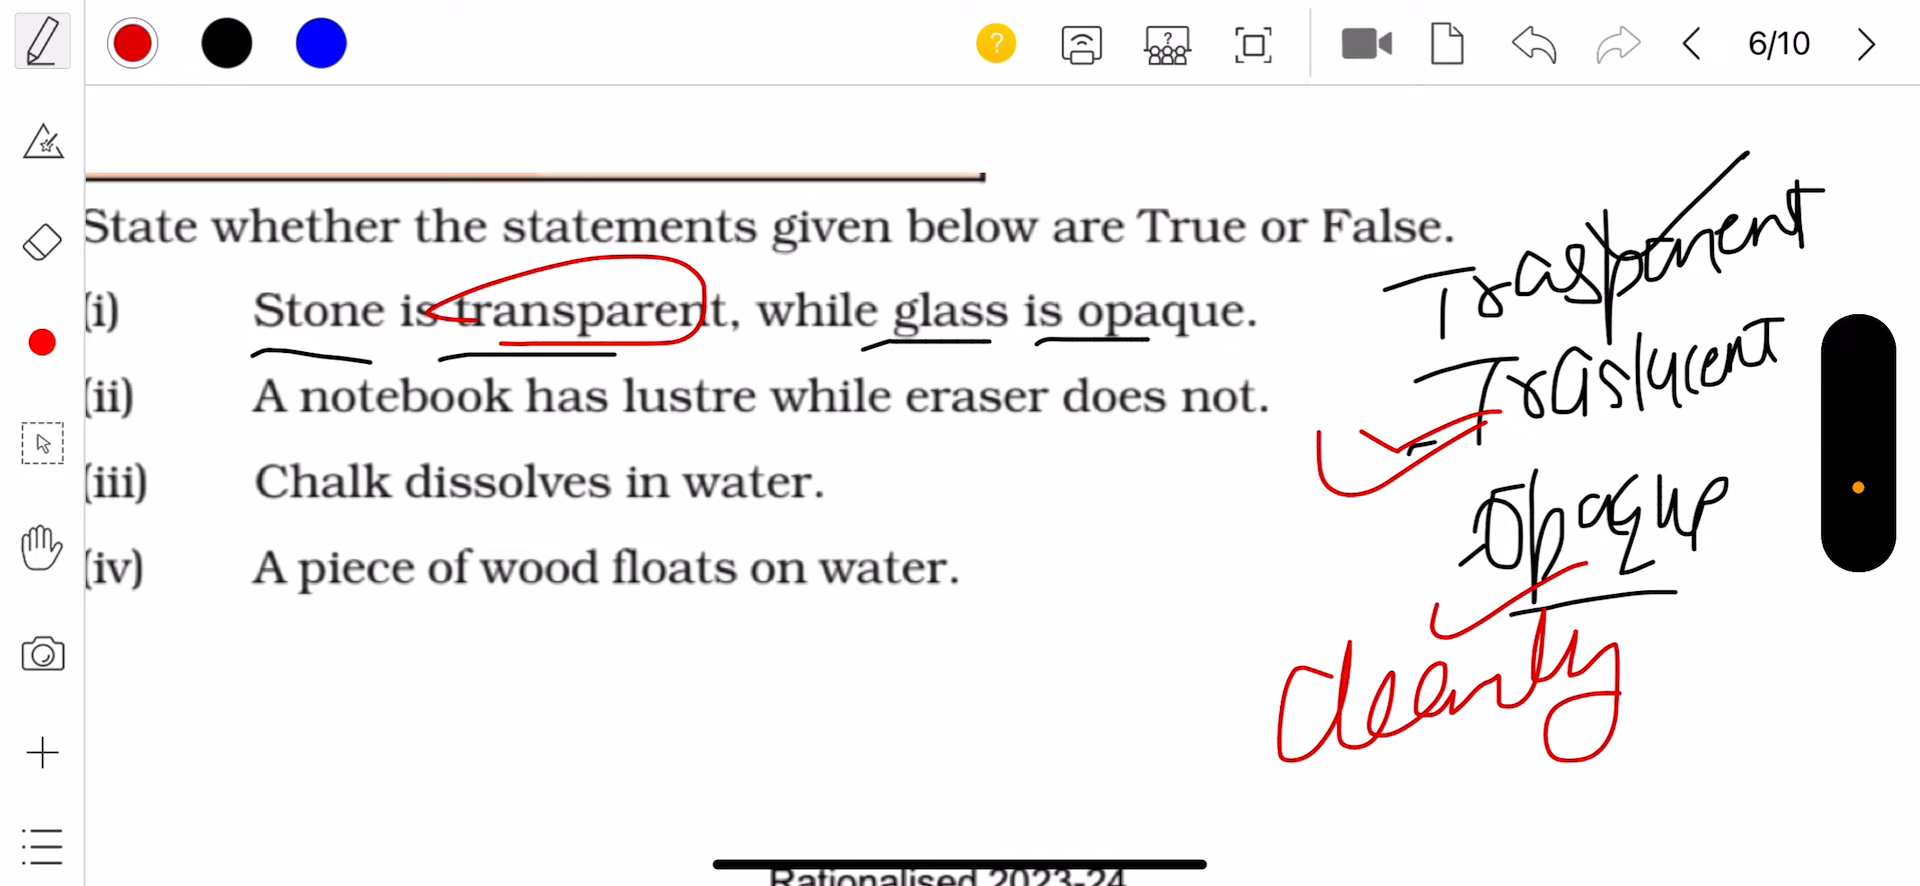 6/10
State whether the statements given below are True or False.
(i) Stone is transparent, while glass is opaque.
(ii) A notebook has lustre while eraser does not.
(iii) Chalk dissolves in water.
(iv) A piece of wood floats on water.
Trasparent
Traslucent
Opaque
Clearly
Rationalised 2023-24